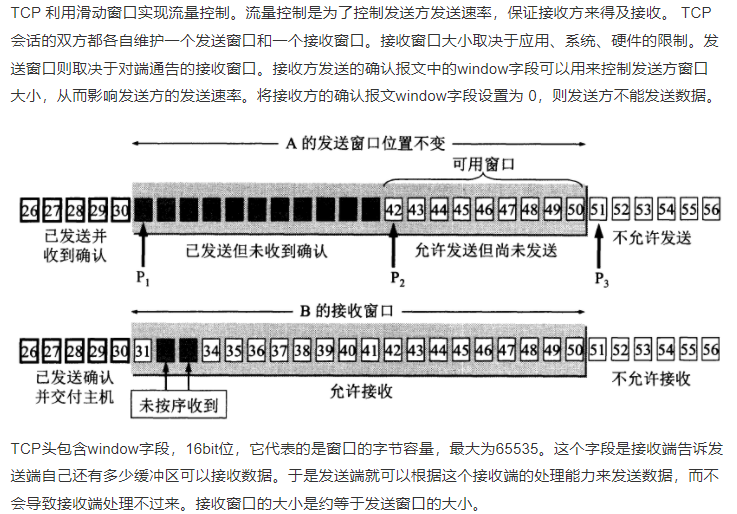 TCP 利用滑动窗口实现流量控制。流量控制是为了控制发送方发送速率，保证接收方来得及接收。 TCP
会话的双方都各自维护一个发送窗口和一个接收窗口。接收窗口大小取决于应用、系统、硬件的限制。发
送窗口则取决于对端通告的接收窗口。接收方发送的确认报文中的window字段可以用来控制发送方窗口
大小，从而影响发送方的发送速率。将接收方的确认报文window字段设置为 0，则发送方不能发送数据。
A 的发送窗口位置不变
可用窗口
26 27 28 29 30 42 43 44 45 46 47 48 49 50 51 52 53 54 55 56
已发送并
收到确认
已发送但未收到确认
允许发送但尚未发送
不允许发送
P1
P2
P3
B 的接收窗口
26 27 28 29 30 31 34 35 36 37 38 39 40 41 42 43 44 45 46 47 48 49 50 51 52 53 54 55 56
已发送确认
并交付主机
未按序收到
允许接收
不允许接收
TCP头包含window字段，16bit位，它代表的是窗口的字节容量，最大为65535。这个字段是接收端告诉发
送端自己还有多少缓冲区可以接收数据。于是发送端就可以根据这个接收端的处理能力来发送数据，而不
会导致接收端处理不过来。接收窗口的大小是约等于发送窗口的大小。